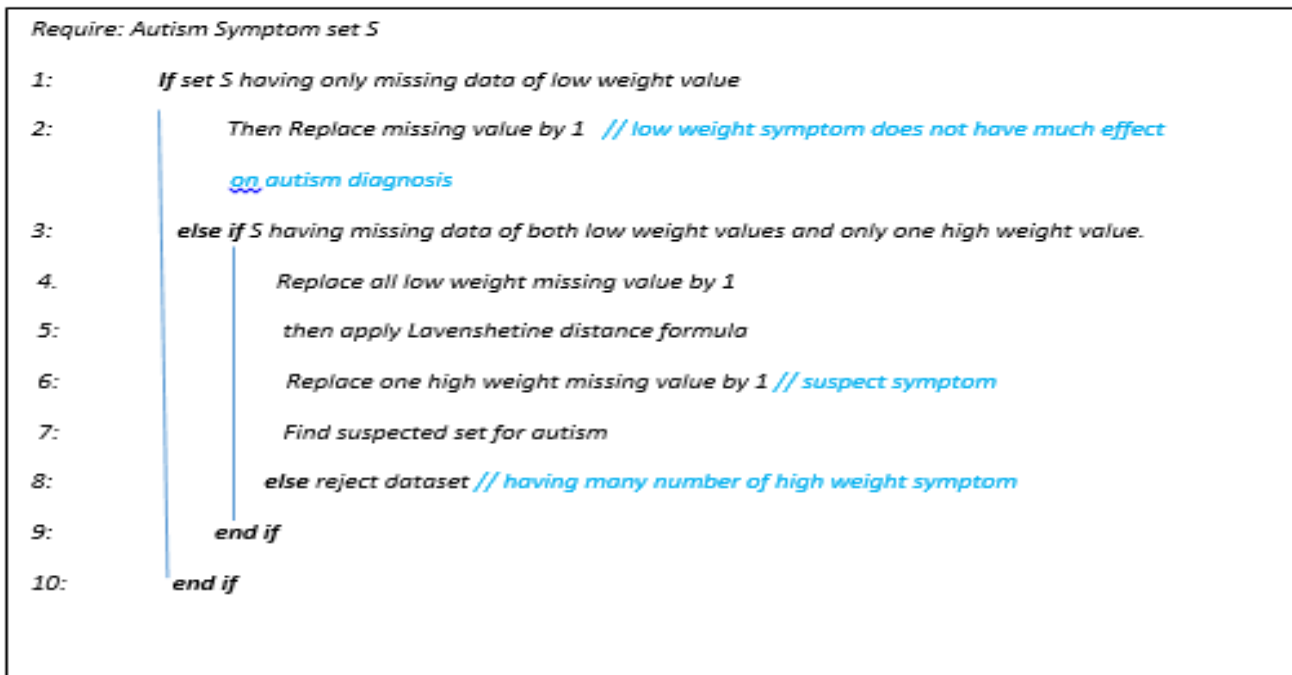 Require: Autism Symptom set S
1: If set S having only missing data of low weight value
2: Then Replace missing value by 1 // low weight symptom does not have much effect
on autism diagnosis
3: else if S having missing data of both low weight values and only one high weight value.
4. Replace all low weight missing value by 1
5: then apply Lavenshetine distance formula
6: Replace one high weight missing value by 1 // suspect symptom
7: Find suspected set for autism
8: else reject dataset // having many number of high weight symptom
9: end if
10: end if